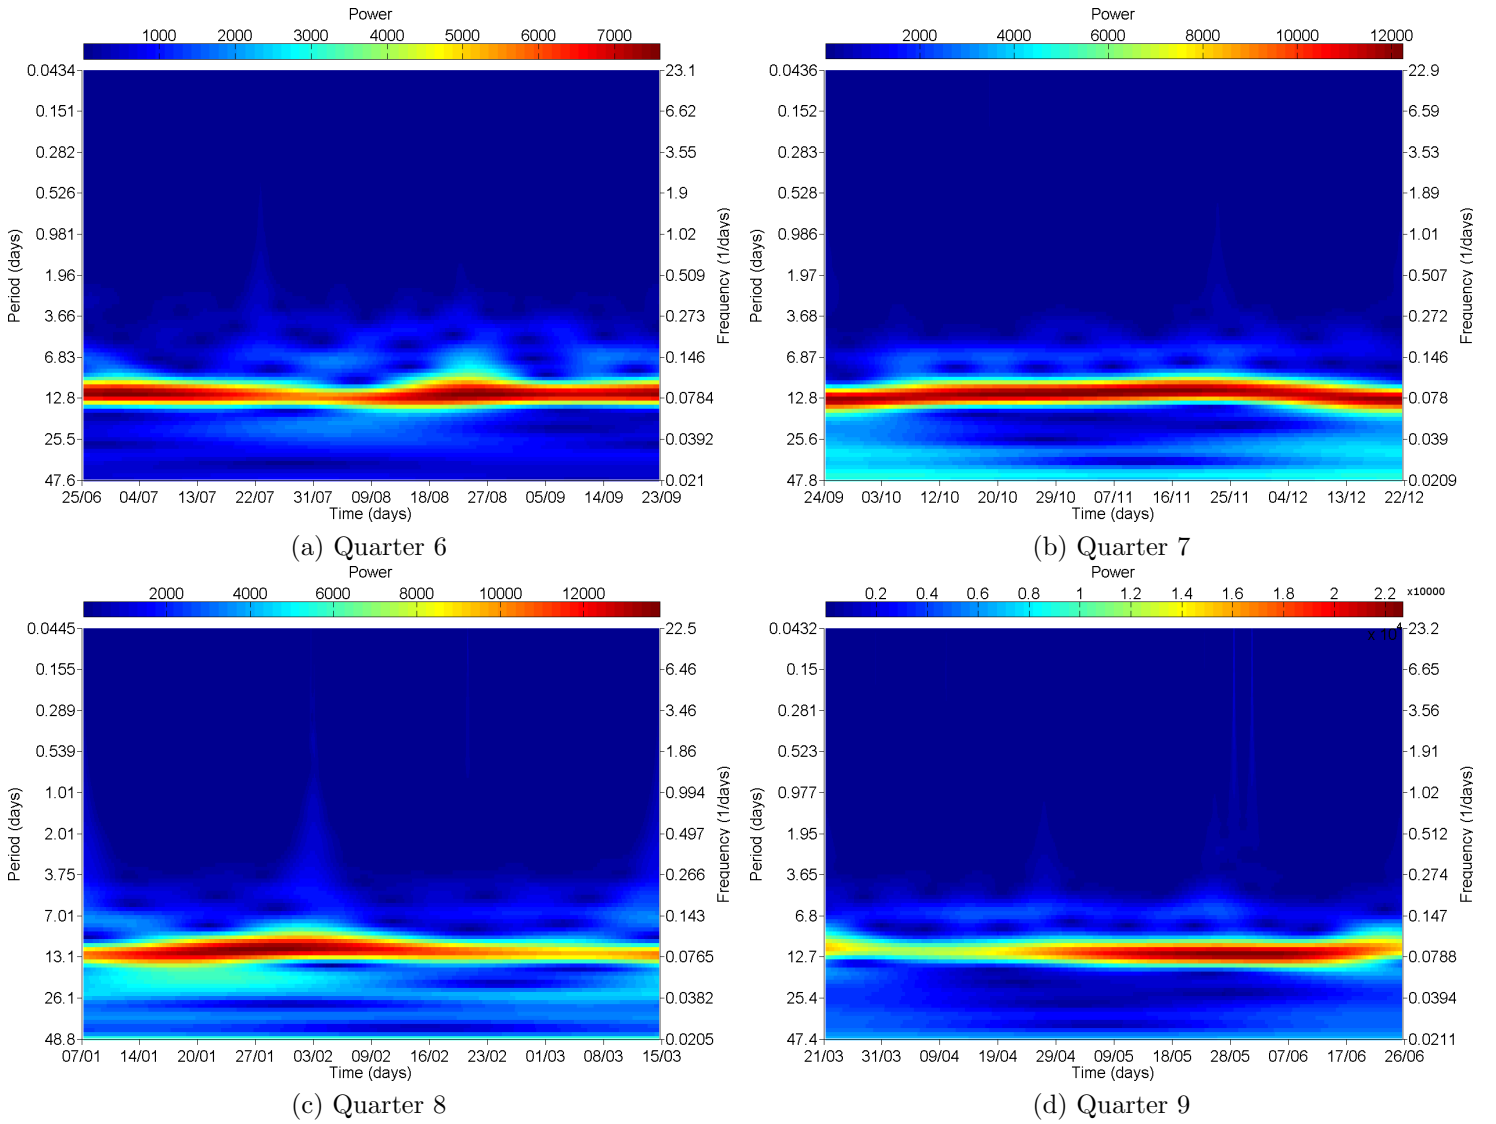 Power
1000 2000 3000 4000 5000 6000 7000
0.0434 23.1
0.151 6.62
0.282 3.55
0.526 1.9
0.981 1.02
1.96 0.509
3.66 0.273
6.83 0.146
12.8 0.0784
25.5 0.0392
47.6 0.021
Period (days)
Frequency (1/days)
25/06 04/07 13/07 22/07 31/07 09/08 18/08 27/08 05/09 14/09 23/09
Time (days)
(a) Quarter 6
Power
2000 4000 6000 8000 10000 12000
0.0436 22.9
0.151 6.59
0.283 3.53
0.528 1.89
0.986 1.01
1.97 0.507
3.68 0.272
6.87 0.146
12.8 0.078
25.6 0.039
47.8 0.0209
Period (days)
Frequency (1/days)
24/09 03/10 12/10 20/10 29/10 07/11 16/11 25/11 04/12 13/12 22/12
Time (days)
(b) Quarter 7
Power
2000 4000 6000 8000 10000 12000
0.0445 22.5
0.155 6.46
0.289 3.46
0.539 1.86
1.01 0.994
2.01 0.497
3.75 0.266
7.01 0.143
13.1 0.0765
26.1 0.0382
48.8 0.0205
Period (days)
Frequency (1/days)
07/01 14/01 20/01 27/01 03/02 09/02 16/02 23/02 01/03 08/03 15/03
Time (days)
(c) Quarter 8
Power
0.2 0.4 0.6 0.8 1 1.2 1.4 1.6 1.8 2 2.2 x10000
x 10⁴
0.0432 23.2
0.15 6.65
0.281 3.56
0.523 1.91
0.977 1.02
1.95 0.512
3.65 0.274
6.8 0.147
12.7 0.0788
25.4 0.0394
47.4 0.0211
Period (days)
Frequency (1/days)
21/03 31/03 09/04 19/04 29/04 09/05 18/05 28/05 07/06 17/06 26/06
Time (days)
(d) Quarter 9